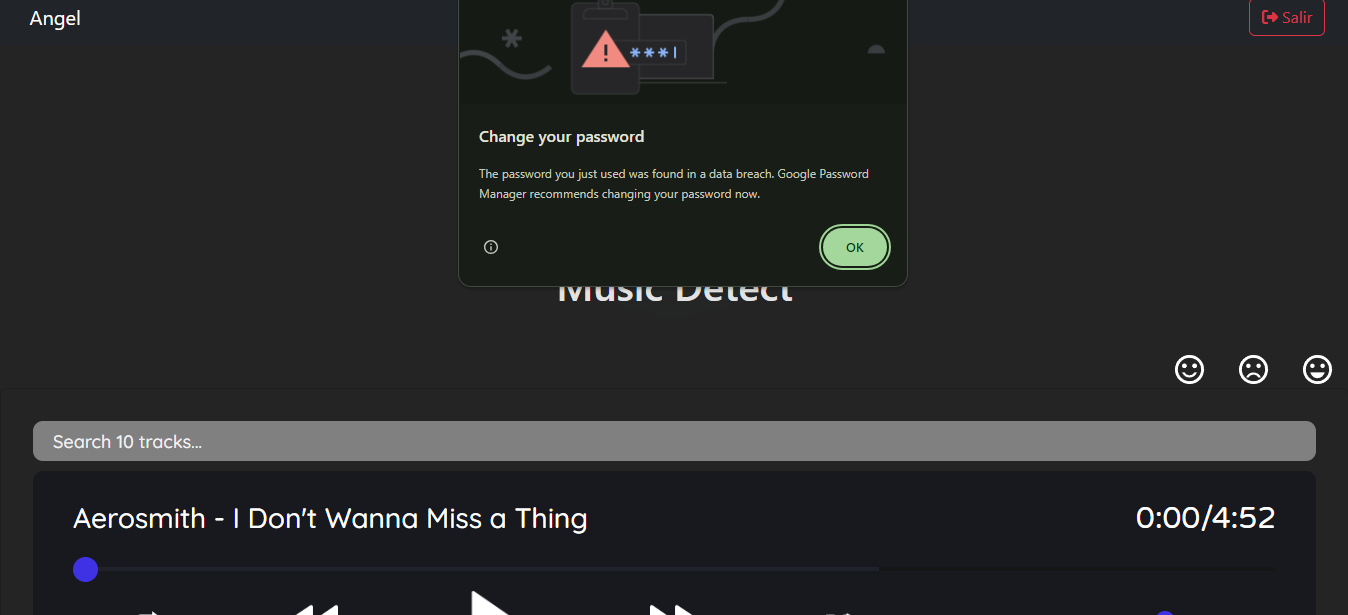 Angel
Salir
***|
Change your password
The password you just used was found in a data breach. Google Password
Manager recommends changing your password now.
OK
Music Detect
Search 10 tracks...
Aerosmith - I Don't Wanna Miss a Thing
0:00/4:52